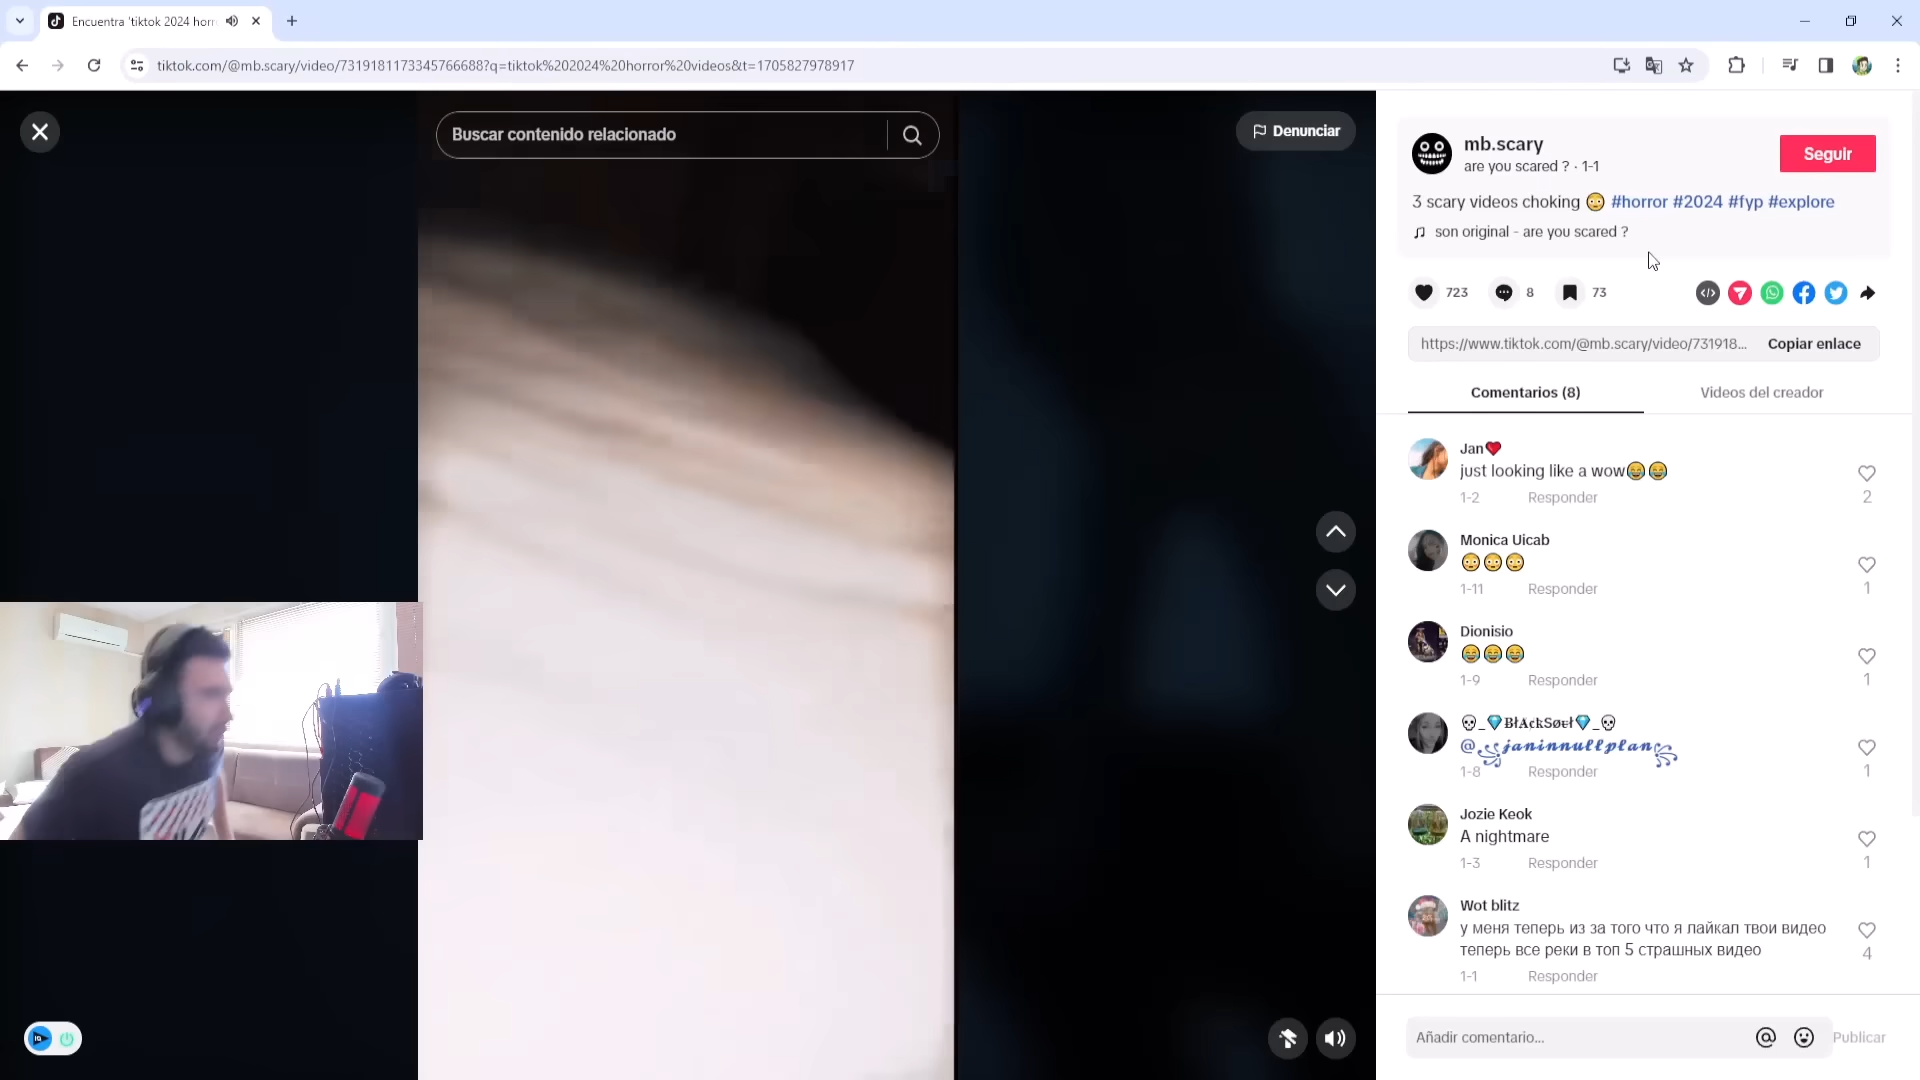 Encuentra 'tiktok 2024 horr
tiktok.com/@mb.scary/video/7319181173345766688?q=tiktok%202024%20horror%20videos&t=1705827978917
Buscar contenido relacionado
Denunciar
mb.scary
are you scared ? · 1-1
Seguir
3 scary videos choking 😳 #horror #2024 #fyp #explore
son original - are you scared ?
723
8
73
https://www.tiktok.com/@mb.scary/video/731918...
Copiar enlace
Comentarios (8)
Videos del creador
Jan❤️
just looking like a wow😂😂
1-2 Responder
2
Monica Uicab
😳😳😳
1-11 Responder
1
Dionisio
😂😂😂
1-9 Responder
1
💀_💎BłAȼkSøɇł💎_💀
@꧁𝓳𝓪𝓷𝓲𝓷𝓷𝓾𝓵𝓵𝓹𝓵𝓪𝓷꧂
1-8 Responder
1
Jozie Keok
A nightmare
1-3 Responder
1
Wot blitz
у меня теперь из за того что я лайкал твои видео
теперь все реки в топ 5 страшных видео
1-1 Responder
4
Añadir comentario...
Publicar